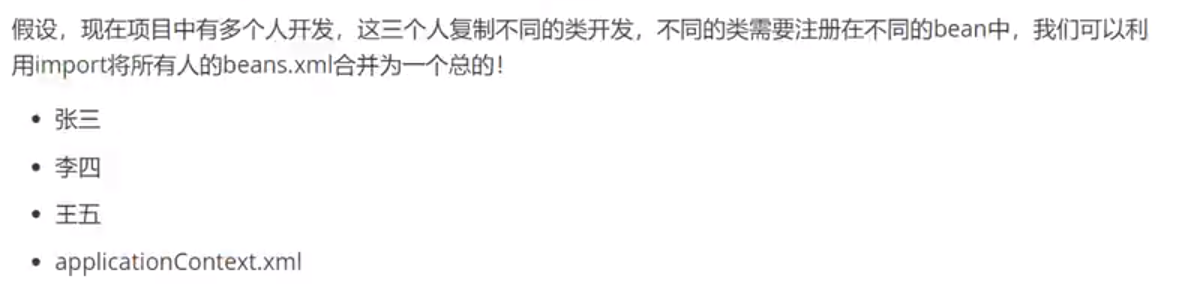 假设，现在项目中有多个人开发，这三个人复制不同的类开发，不同的类需要注册在不同的bean中，我们可以利
用import将所有人的beans.xml合并为一个总的！
• 张三
• 李四
• 王五
• applicationContext.xml